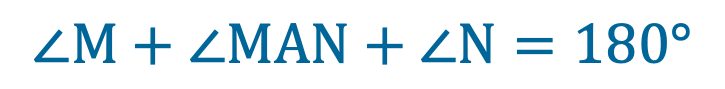 ∠M + ∠MAN + ∠N = 180°